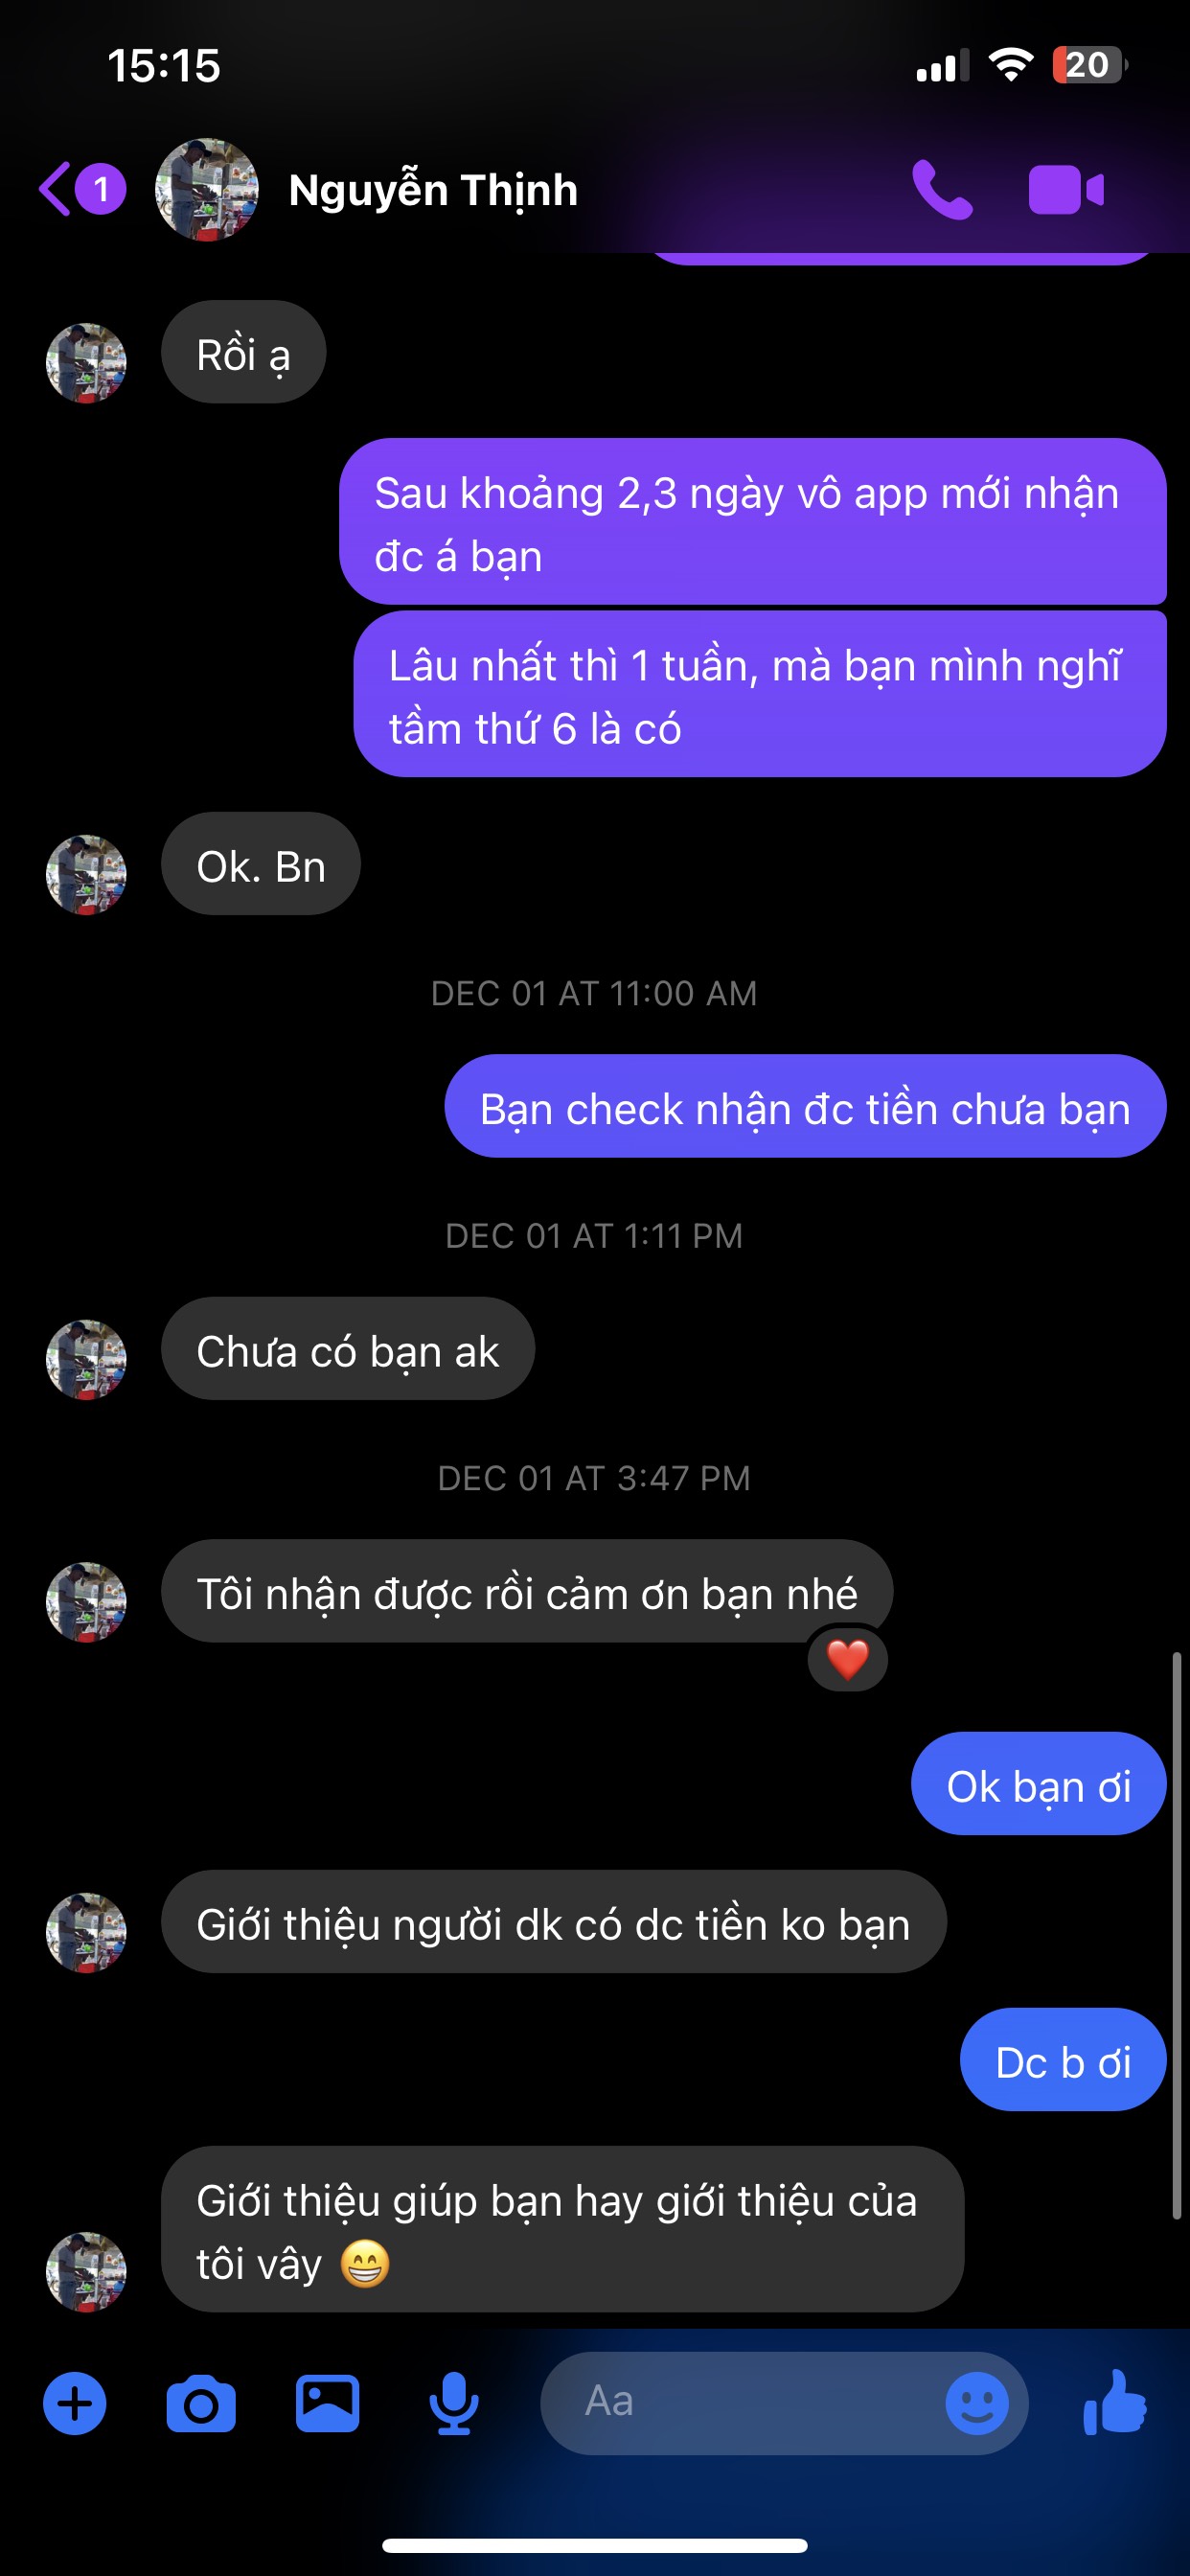 15:15
20
1
Nguyễn Thịnh
Rồi ạ
Sau khoảng 2,3 ngày vô app mới nhận
đc á bạn
Lâu nhất thì 1 tuần, mà bạn mình nghĩ
tầm thứ 6 là có
Ok. Bn
DEC 01 AT 11:00 AM
Bạn check nhận đc tiền chưa bạn
DEC 01 AT 1:11 PM
Chưa có bạn ak
DEC 01 AT 3:47 PM
Tôi nhận được rồi cảm ơn bạn nhé
Ok bạn ơi
Giới thiệu người dk có dc tiền ko bạn
Dc b ơi
Giới thiệu giúp bạn hay giới thiệu của
tôi vây 😁
Aa